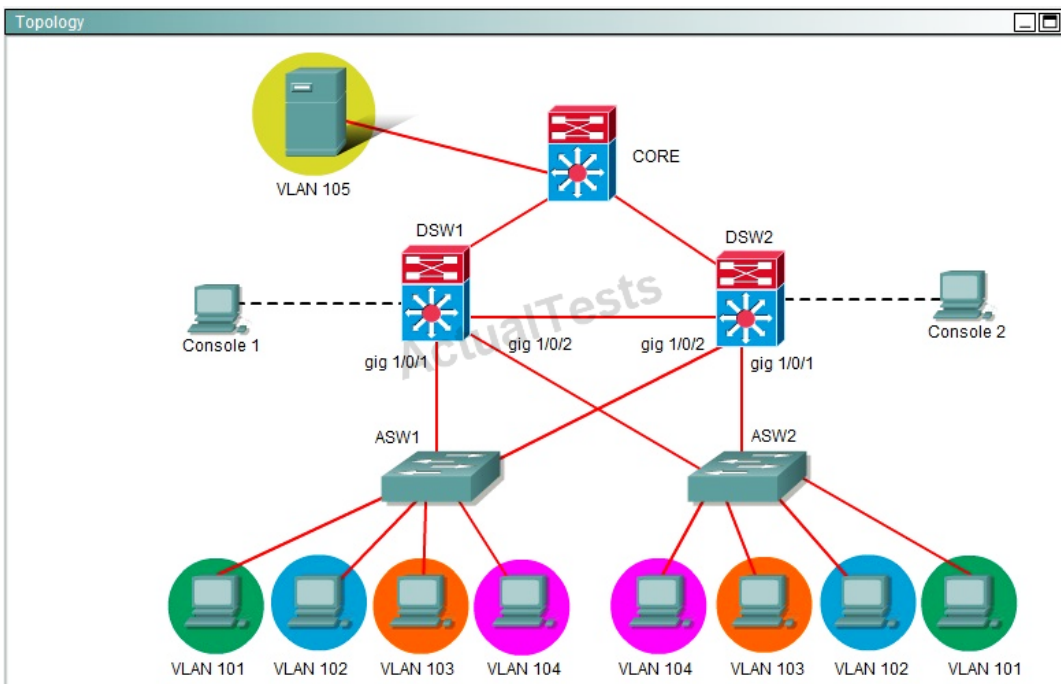 Topology
VLAN 105
CORE
DSW1
DSW2
Console 1
Console 2
gig 1/0/1
gig 1/0/2
gig 1/0/2
gig 1/0/1
ActualTests
ASW1
ASW2
VLAN 101
VLAN 102
VLAN 103
VLAN 104
VLAN 104
VLAN 103
VLAN 102
VLAN 101